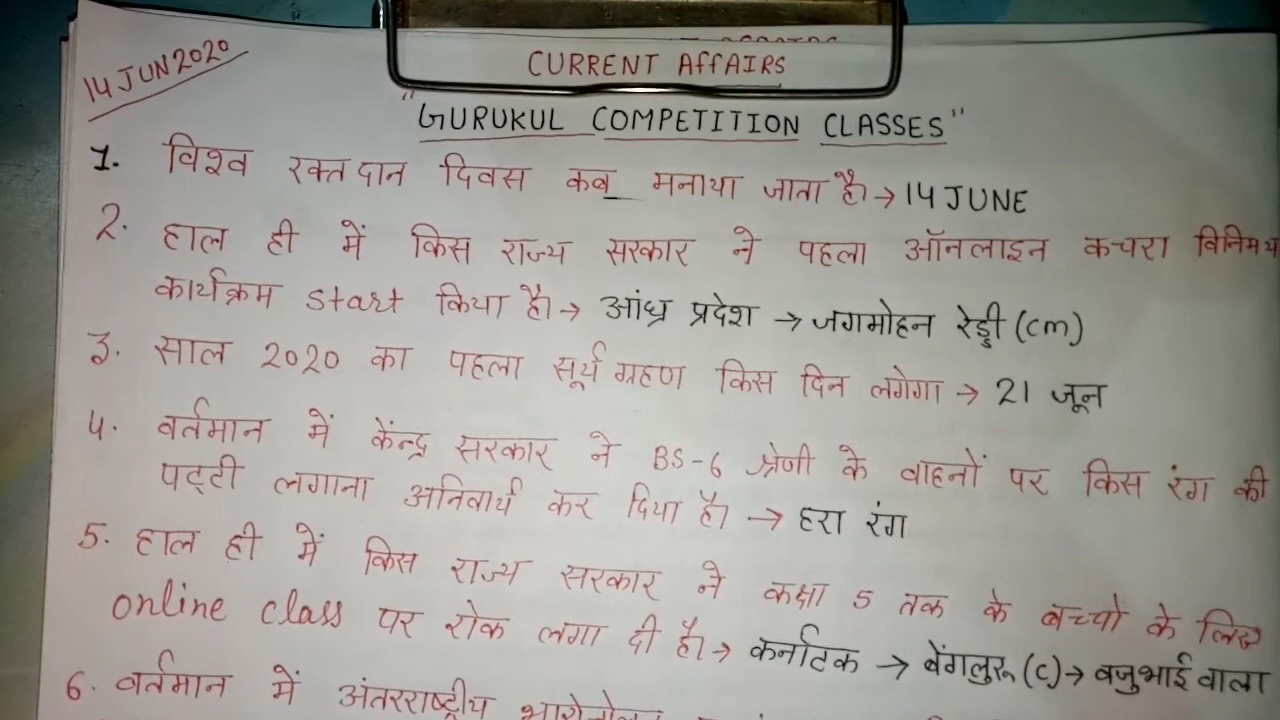 14 JUN 2020
CURRENT AFFAIRS
"GURUKUL COMPETITION CLASSES"
1. विश्व रक्तदान दिवस कब मनाया जाता है। → 14 JUNE
2. हाल ही में किस राज्य सरकार ने पहला ऑनलाइन कचरा विनिमय
कार्यक्रम start किया है। → आंध्र प्रदेश → जगमोहन रेड्डी (cm)
3. साल 2020 का पहला सूर्य ग्रहण किस दिन लगेगा → 21 जून
4. वर्तमान में केंन्द्र सरकार ने BS-6 श्रेणी के वाहनों पर किस रंग की
पट्टी लगाना अनिवार्य कर दिया है। → हरा रंग
5. हाल ही में किस राज्य सरकार ने कक्षा 5 तक के बच्चों के लिए
online class पर रोक लगा दी है। → कर्नाटक → बेंगलुरू (c) → वजुभाई वाला
6. वर्तमान में अंतरराष्ट्रीय